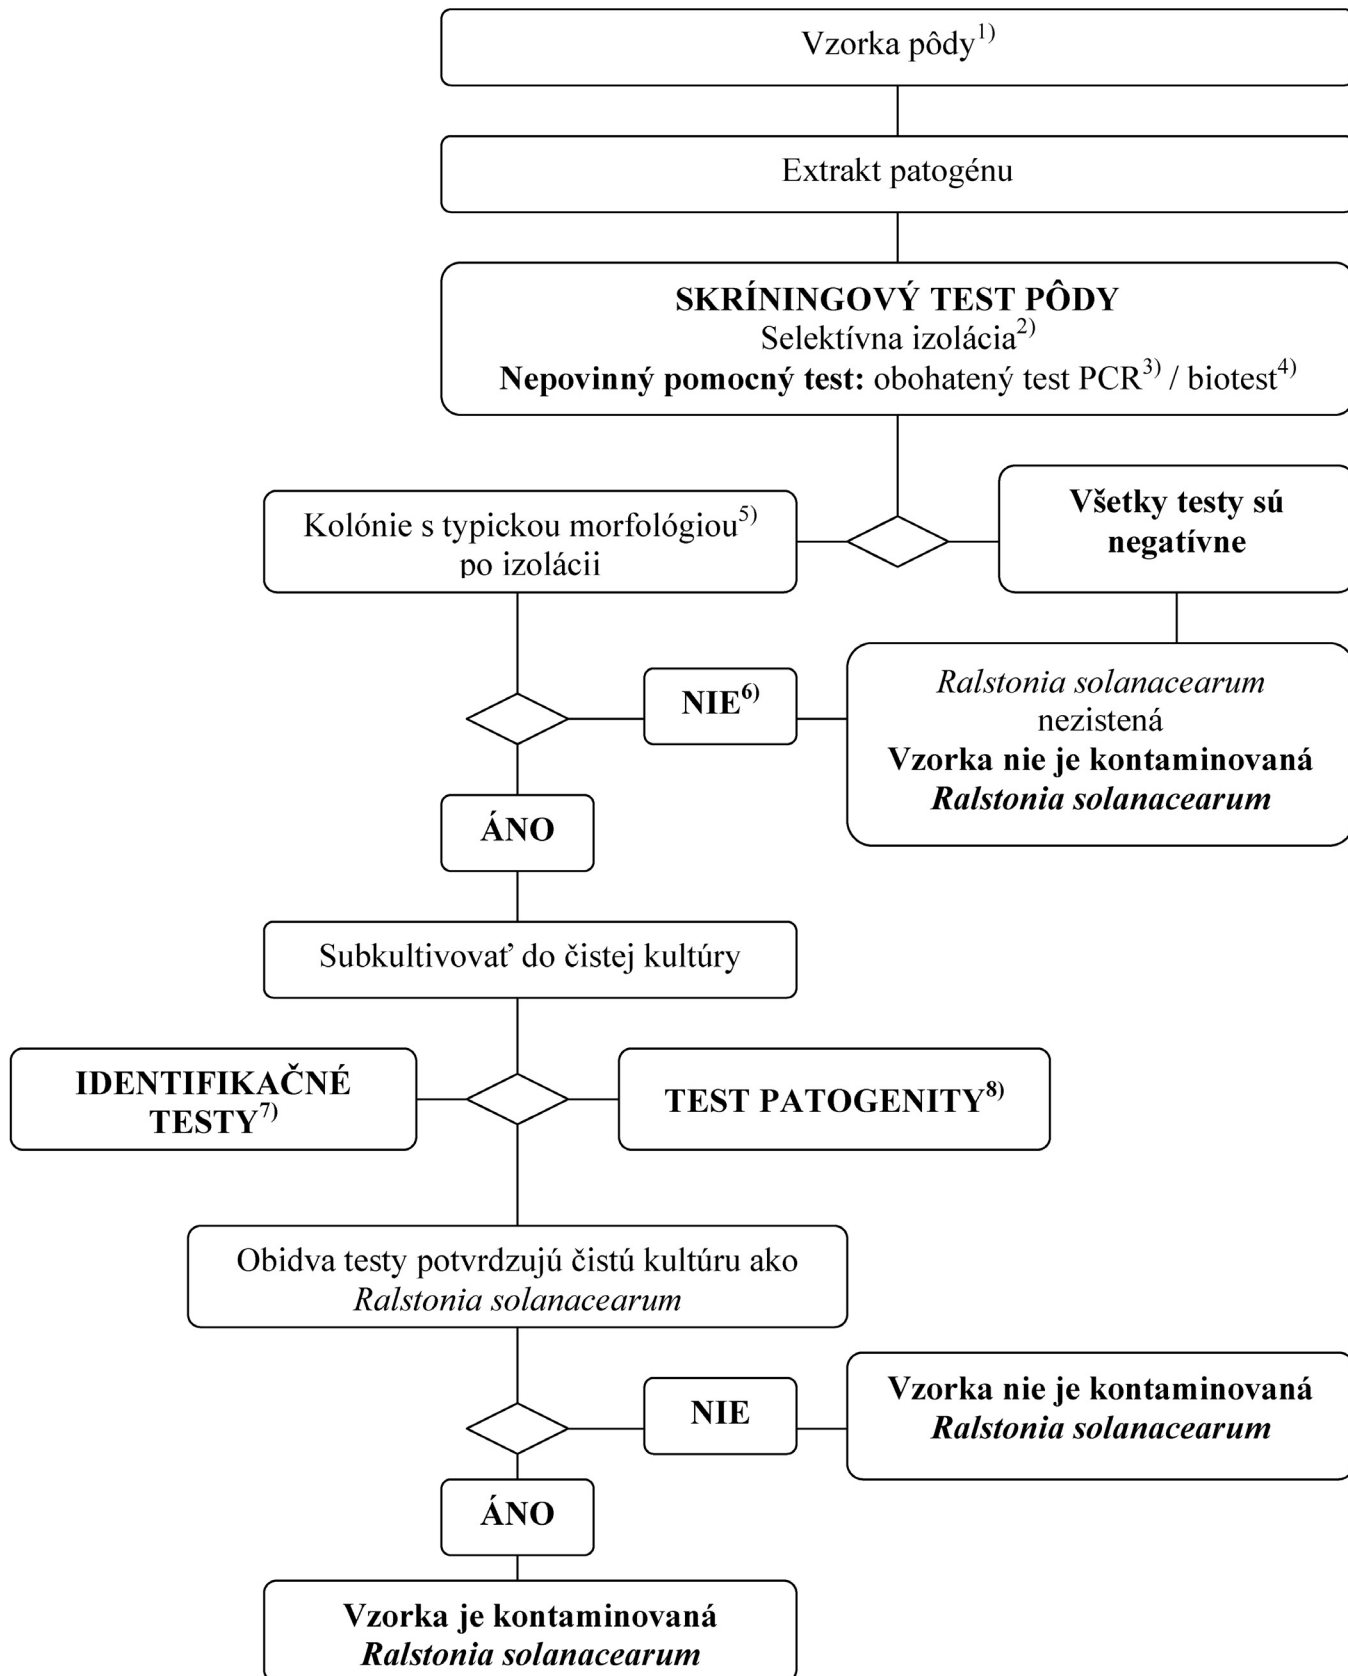 Vzorka pôdy1)
Extrakt patogénu
SKRÍNINGOVÝ TEST PÔDY
Selektívna izolácia2)
Nepovinný pomocný test: obohatený test PCR3) / biotest4)
Kolónie s typickou morfológiou5)
po izolácii
Všetky testy sú
negatívne
NIE6)
Ralstonia solanacearum
nezistená
Vzorka nie je kontaminovaná
Ralstonia solanacearum
ÁNO
Subkultivovať do čistej kultúry
IDENTIFIKAČNÉ
TESTY7)
TEST PATOGENITY8)
Obidva testy potvrdzujú čistú kultúru ako
Ralstonia solanacearum
NIE
Vzorka nie je kontaminovaná
Ralstonia solanacearum
ÁNO
Vzorka je kontaminovaná
Ralstonia solanacearum